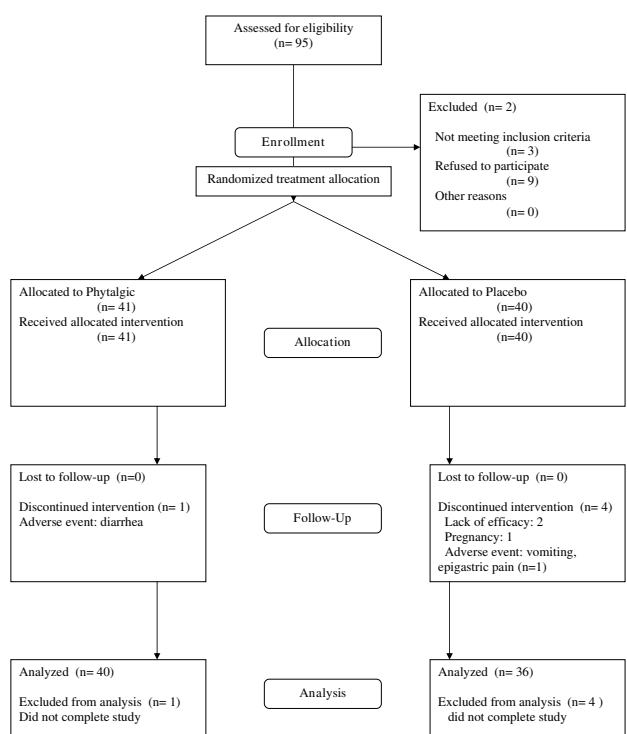 Assessed for eligibility
(n= 95)
Excluded (n= 2)
Not meeting inclusion criteria
(n= 3)
Refused to participate
(n= 9)
Other reasons
(n= 0)
Enrollment
Randomized treatment allocation
Allocated to Phytalgic
(n= 41)
Received allocated intervention
(n= 41)
Allocation
Allocated to Placebo
(n=40)
Received allocated intervention
(n=40)
Lost to follow-up (n=0)
Discontinued intervention (n= 1)
Adverse event: diarrhea
Follow-Up
Lost to follow-up (n= 0)
Discontinued intervention (n= 4)
Lack of efficacy: 2
Pregnancy: 1
Adverse event: vomiting,
epigastric pain (n=1)
Analyzed (n= 40)
Excluded from analysis (n= 1)
Did not complete study
Analysis
Analyzed (n= 36)
Excluded from analysis (n= 4 )
did not complete study